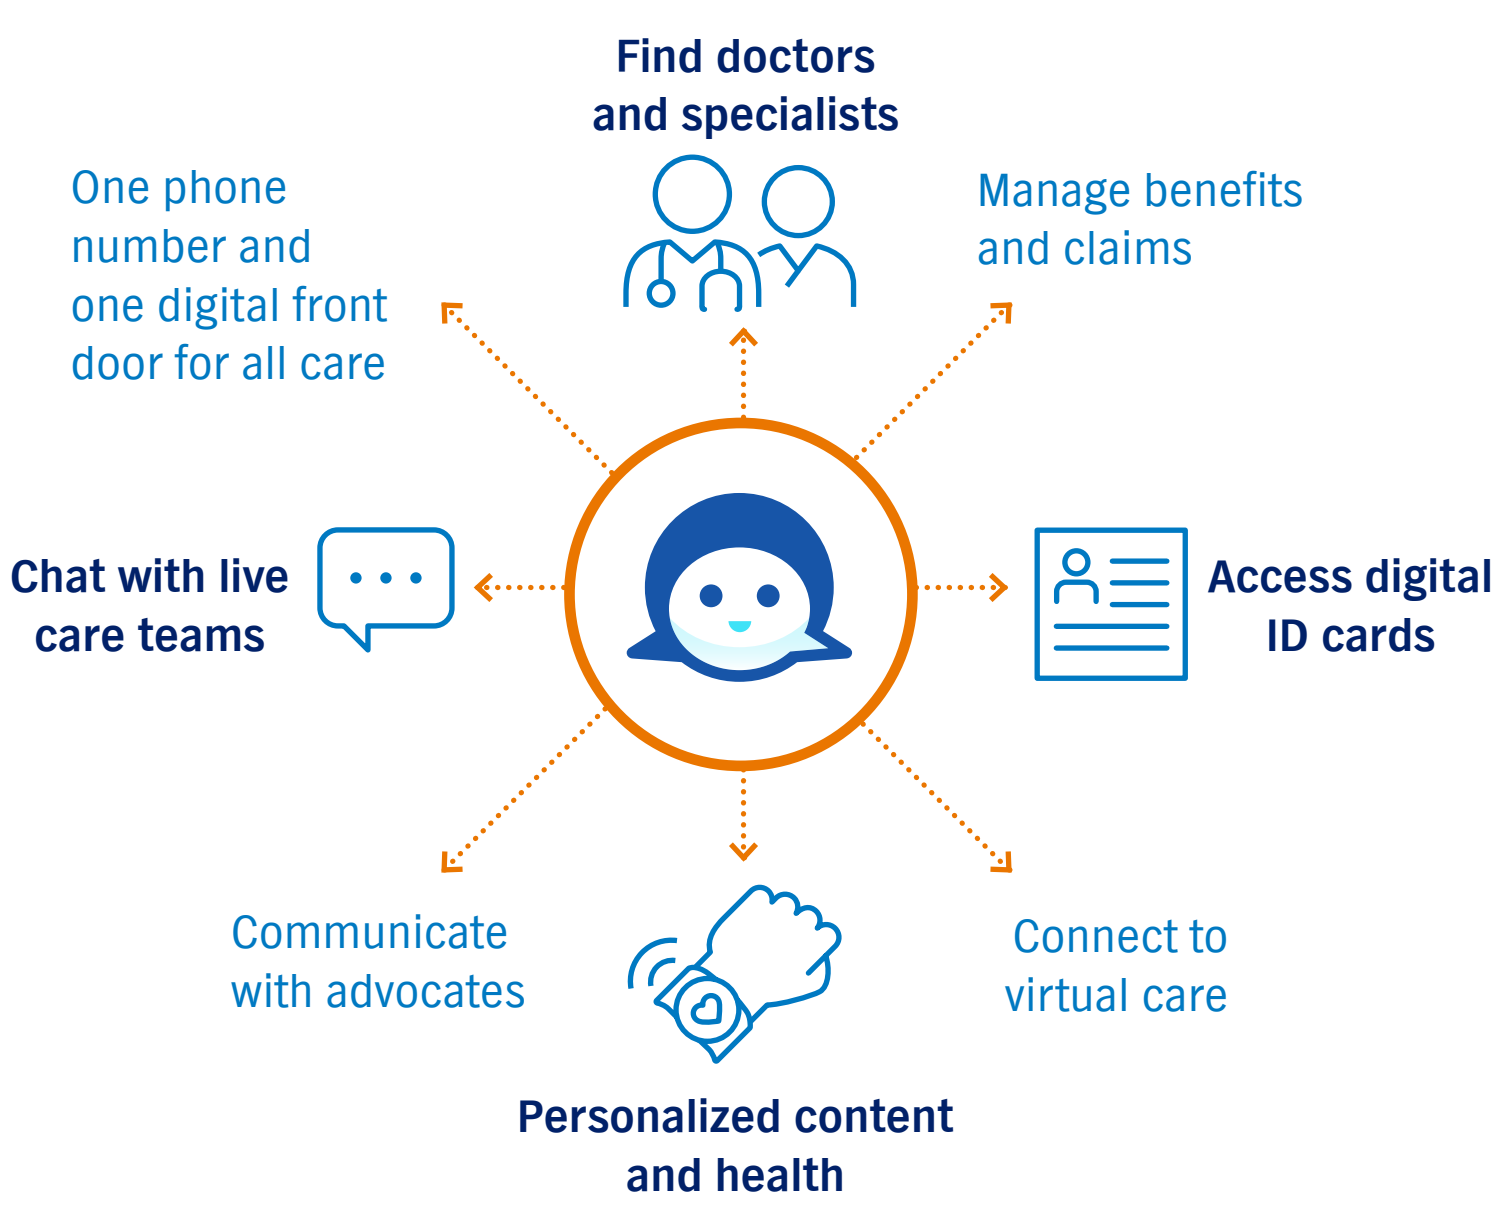 Find doctors
and specialists
One phone
number and
one digital front
door for all care
Manage benefits
and claims
Chat with live
care teams
Access digital
ID cards
Communicate
with advocates
Connect to
virtual care
Personalized content
and health